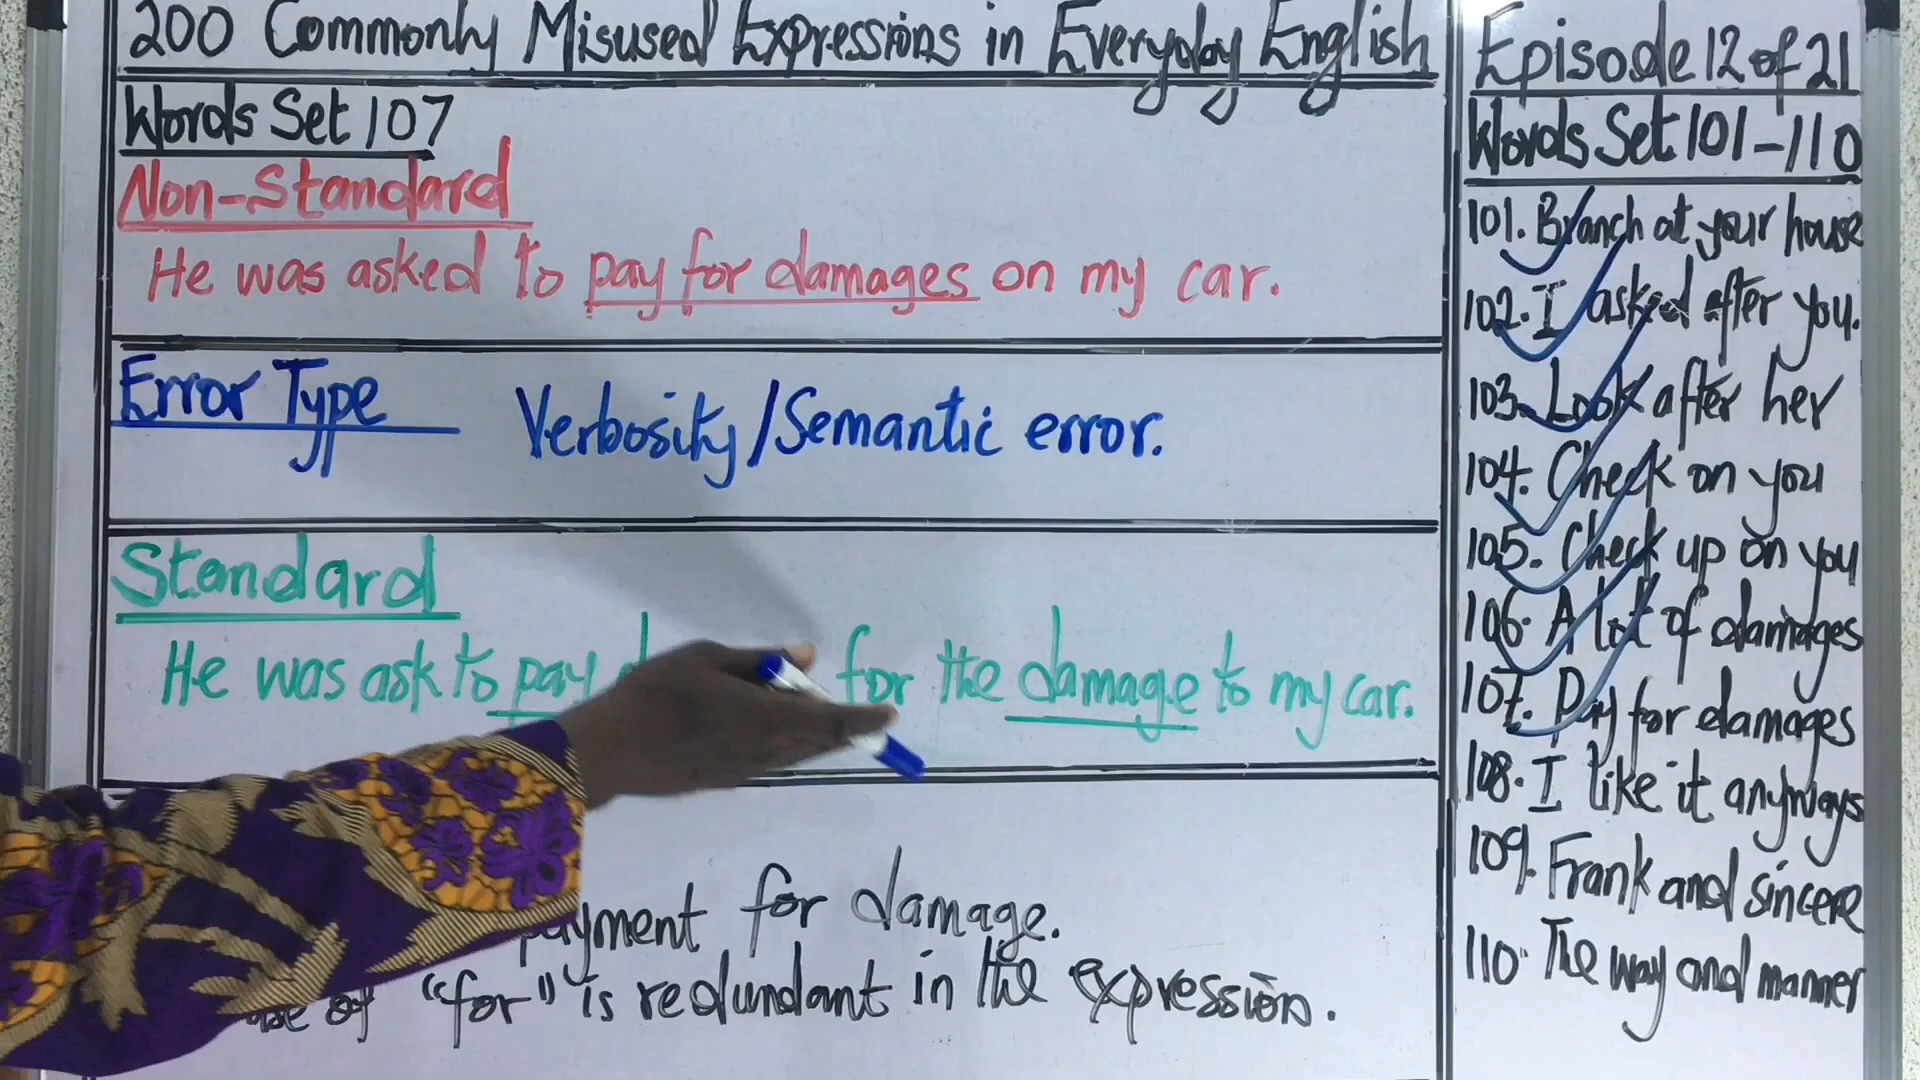 200 Commonly Misused Expressions in Everyday English
Words Set 107
Non-Standard
He was asked to pay for damages on my car.
Error Type
Verbosity/Semantic error.
Standard
He was ask to pay for the damage to my car.
payment for damage.
use of "for" is redundant in the expression.
Episode 12 of 21
Words Set 101-110
101. Branch at your house
102. I asked after you.
103. Look after her
104. Check on you
105. Check up on you
106. A lot of damages
107. Pay for damages
108. I like it anyways
109. Frank and sincere
110. The way and manner